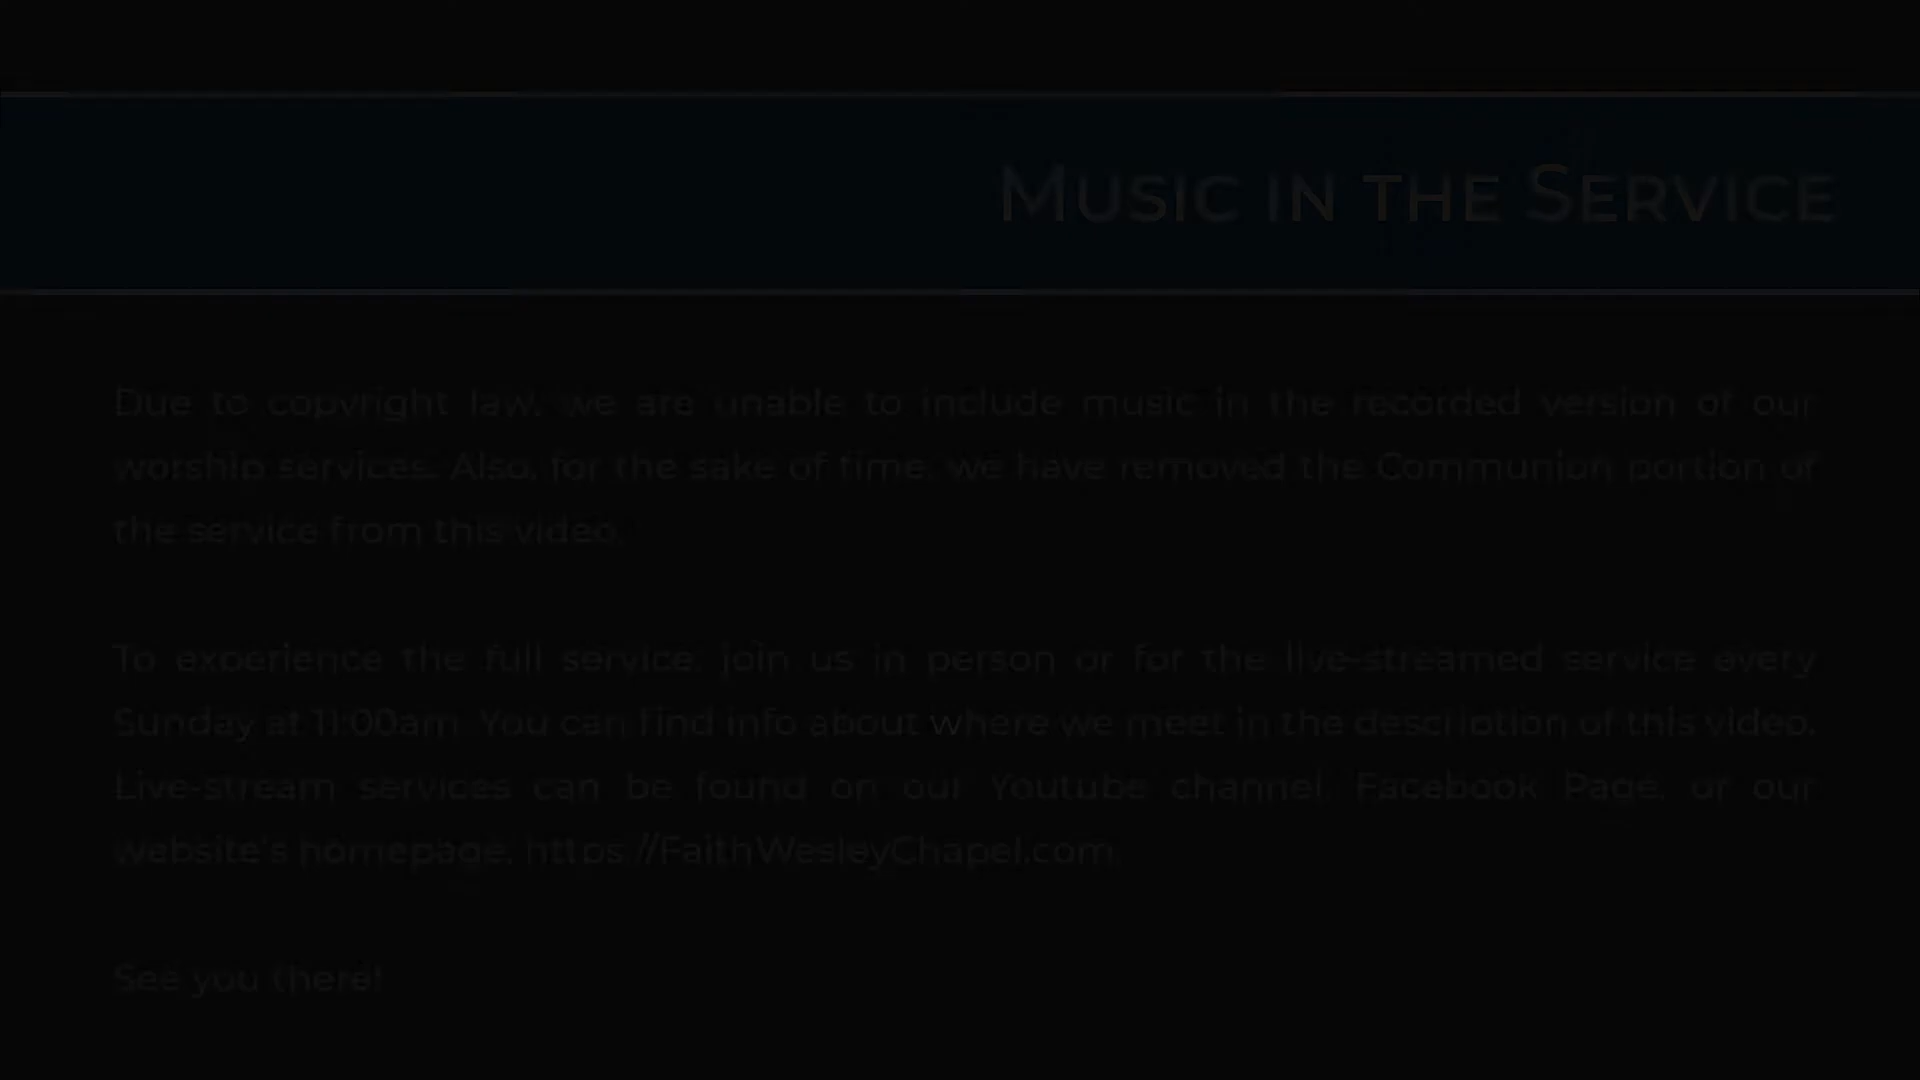 Music in the Service
Due to copyright law, we are unable to include music in the recorded version of our
worship services. Also, for the sake of time, we have removed the Communion portion of
the service from this video.
To experience the full service, join us in person or for the live-streamed service every
Sunday at 11:00am. You can find info about where we meet in the description of this video.
Live-stream services can be found on our Youtube channel, Facebook Page, or our
website's homepage, https://FaithWesleyChapel.com.
See you there!